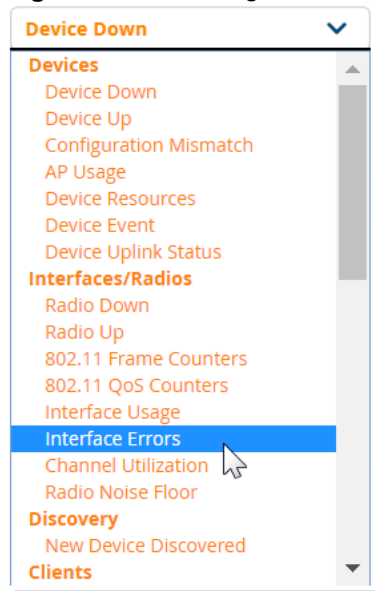 Device Down
Devices
Device Down
Device Up
Configuration Mismatch
AP Usage
Device Resources
Device Event
Device Uplink Status
Interfaces/Radios
Radio Down
Radio Up
802.11 Frame Counters
802.11 QoS Counters
Interface Usage
Interface Errors
Channel Utilization
Radio Noise Floor
Discovery
New Device Discovered
Clients